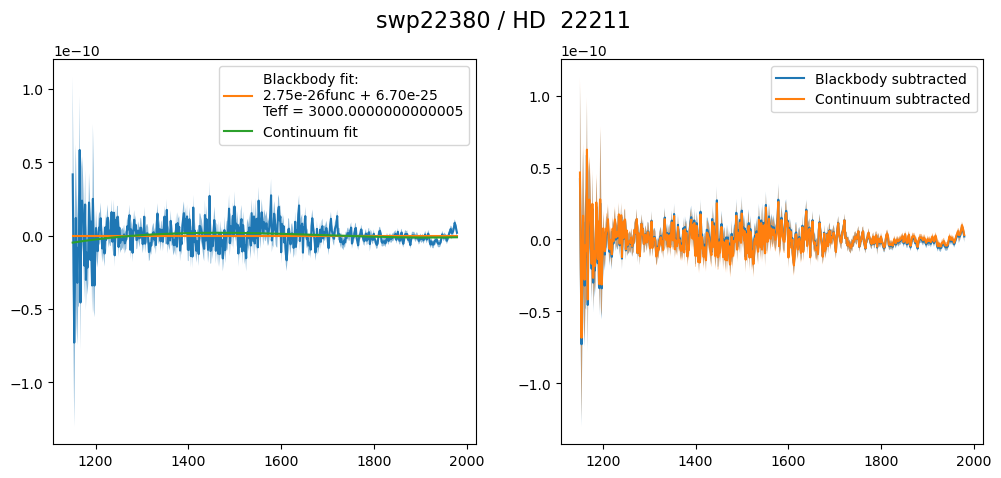 swp22380 / HD  22211
1e−10
Blackbody fit:
2.75e-26func + 6.70e-25
Teff = 3000.0000000000005
Continuum fit
1.0
0.5
0.0
−0.5
−1.0
1200 1400 1600 1800 2000
1e−10
Blackbody subtracted
Continuum subtracted
1.0
0.5
0.0
−0.5
−1.0
1200 1400 1600 1800 2000